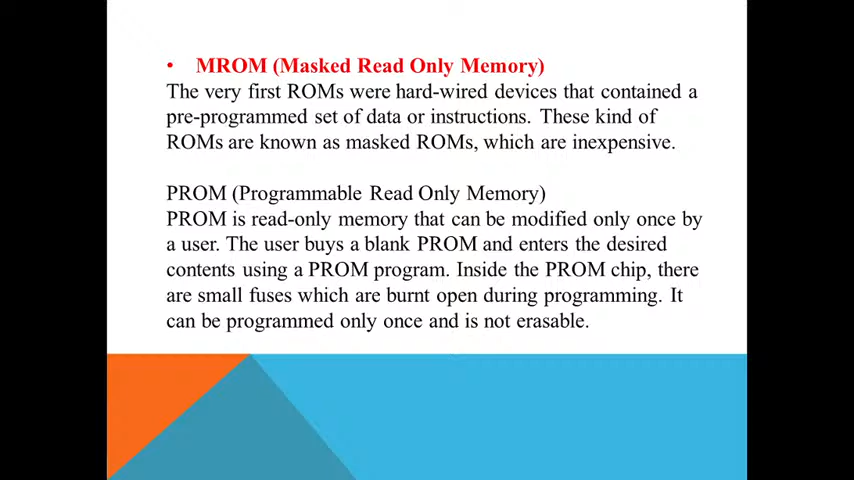 • MROM (Masked Read Only Memory)
The very first ROMs were hard-wired devices that contained a
pre-programmed set of data or instructions. These kind of
ROMs are known as masked ROMs, which are inexpensive.
PROM (Programmable Read Only Memory)
PROM is read-only memory that can be modified only once by
a user. The user buys a blank PROM and enters the desired
contents using a PROM program. Inside the PROM chip, there
are small fuses which are burnt open during programming. It
can be programmed only once and is not erasable.